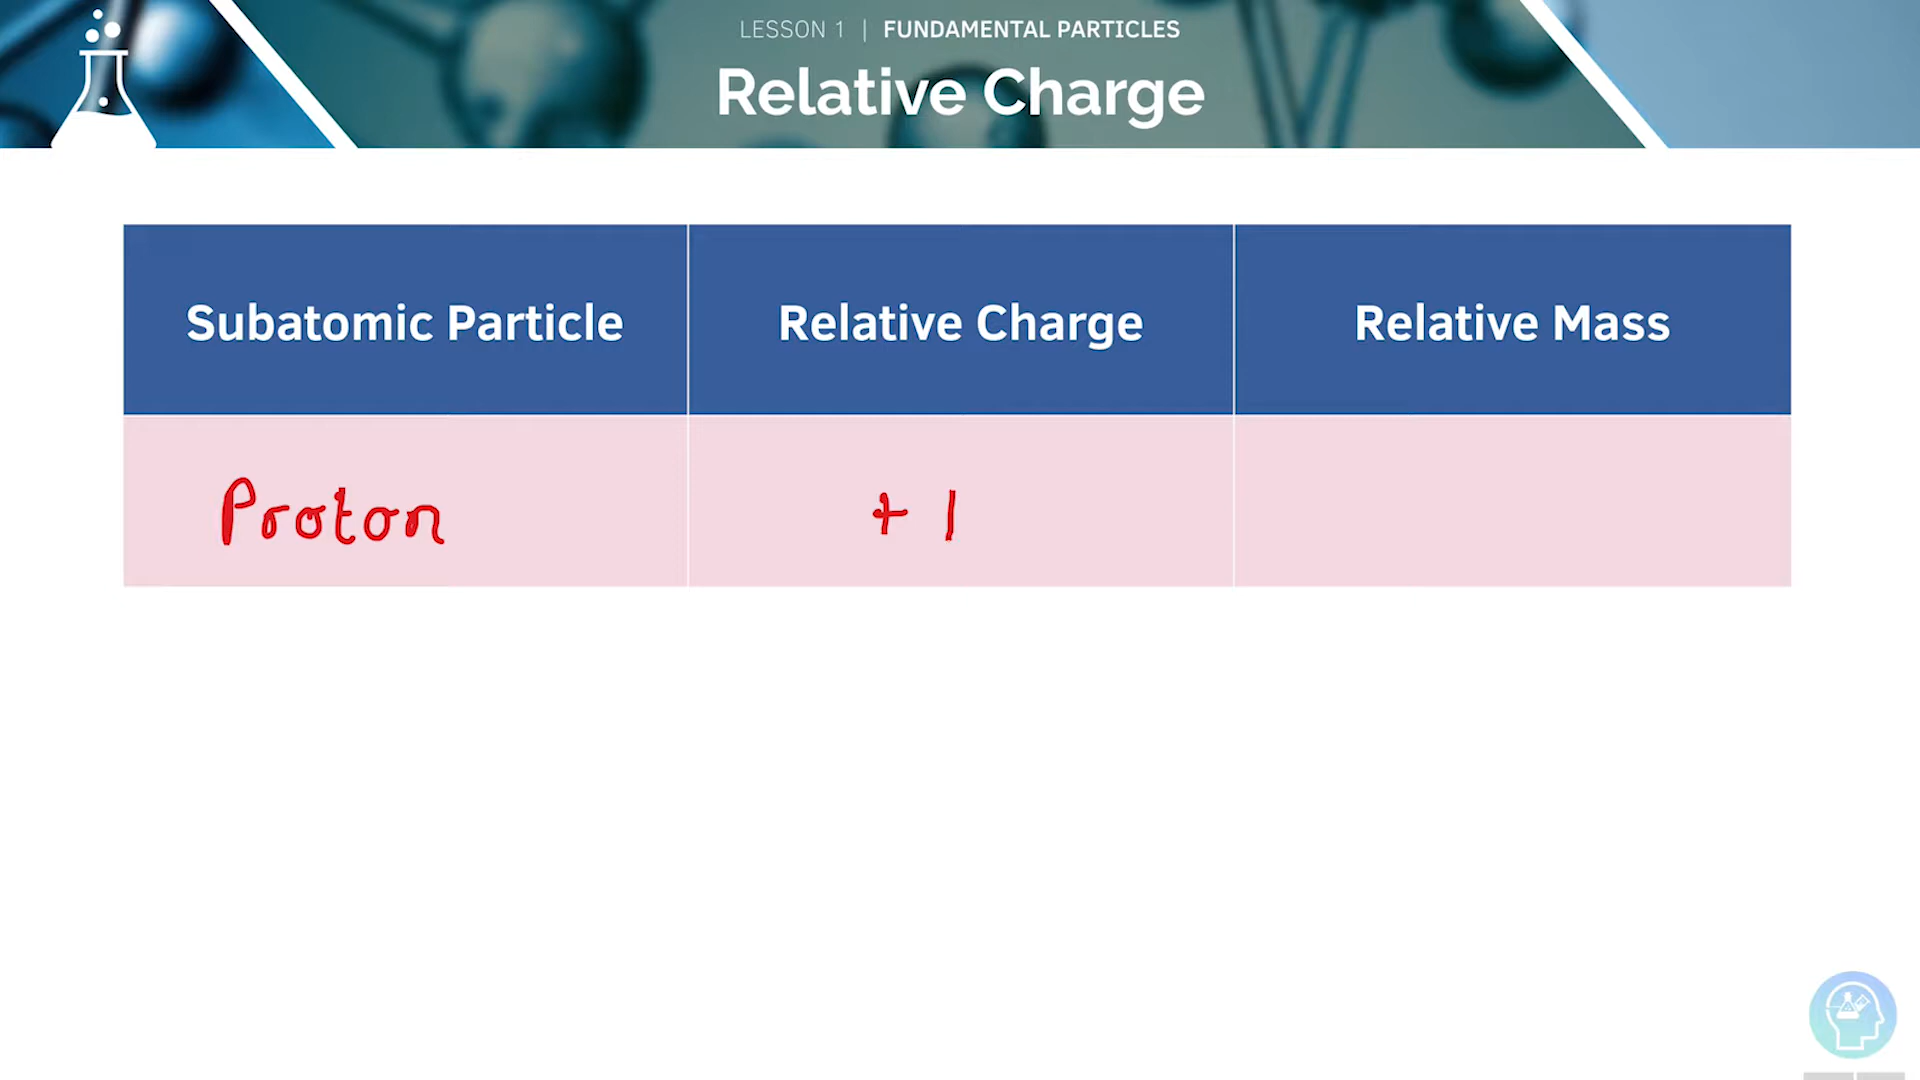 LESSON 1 | FUNDAMENTAL PARTICLES
Relative Charge
Subatomic Particle Relative Charge Relative Mass
Proton + 1